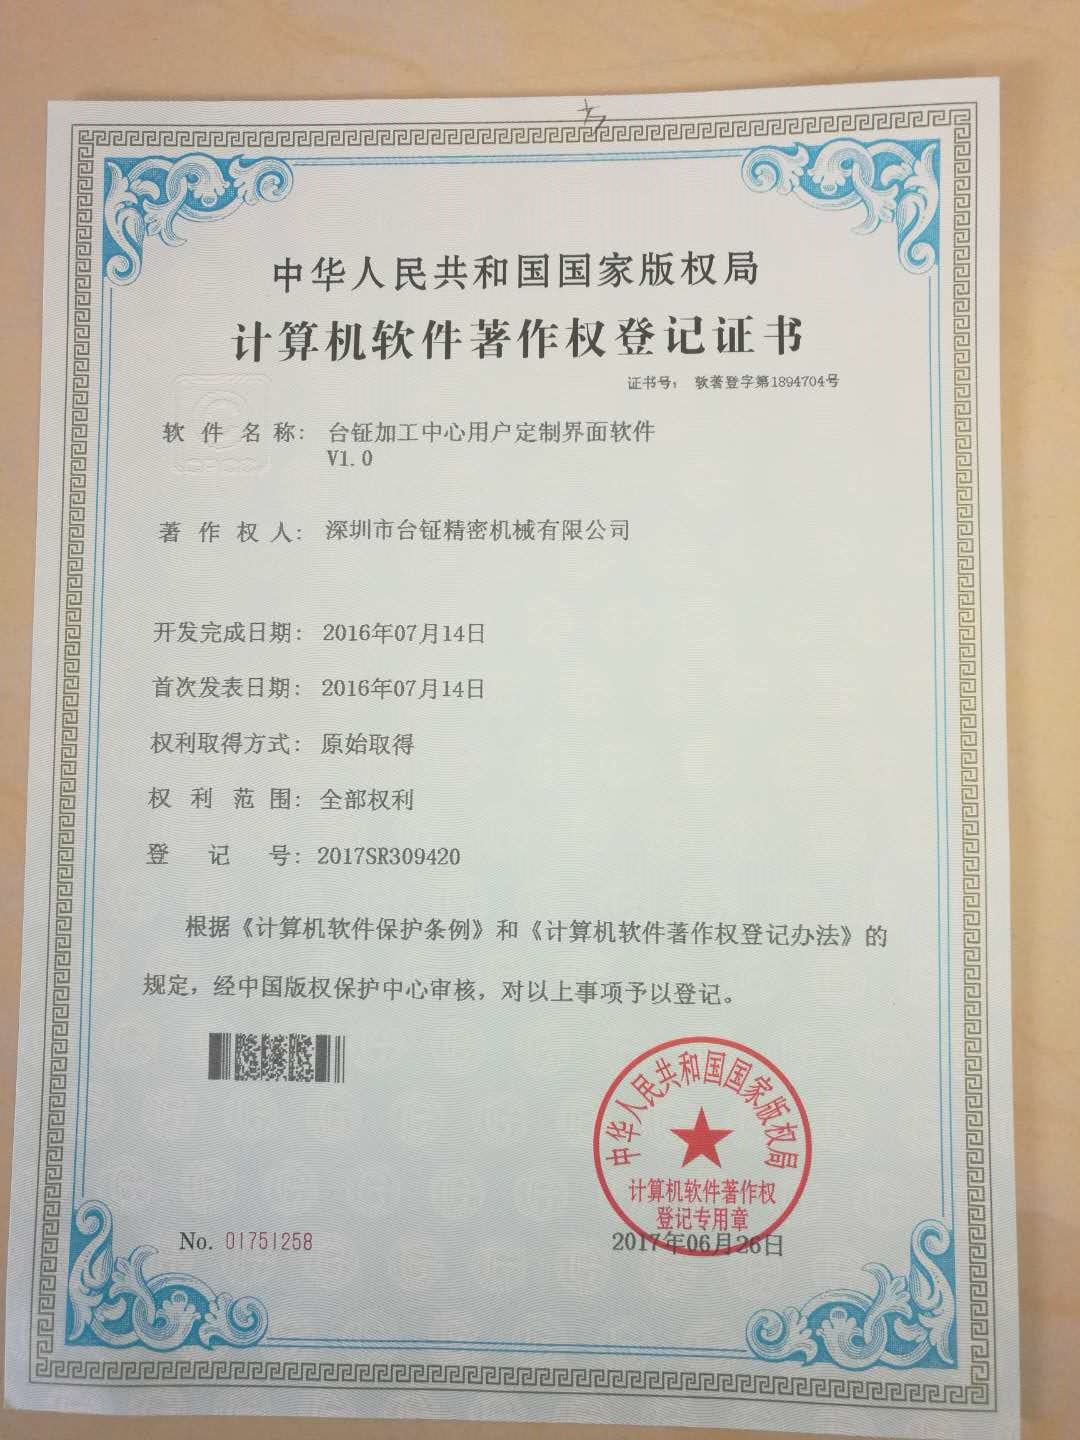 中华人民共和国国家版权局
计算机软件著作权登记证书
证书号： 软著登字第1894704号
软件名称： 台钲加工中心用户定制界面软件
V1.0
著作权人： 深圳市台钲精密机械有限公司
开发完成日期： 2016年07月14日
首次发表日期： 2016年07月14日
权利取得方式： 原始取得
权利范围： 全部权利
登记号： 2017SR309420
根据《计算机软件保护条例》和《计算机软件著作权登记办法》的
规定，经中国版权保护中心审核，对以上事项予以登记。
中华人民共和国国家版权局
计算机软件著作权
登记专用章
No. 01751258
2017年06月26日